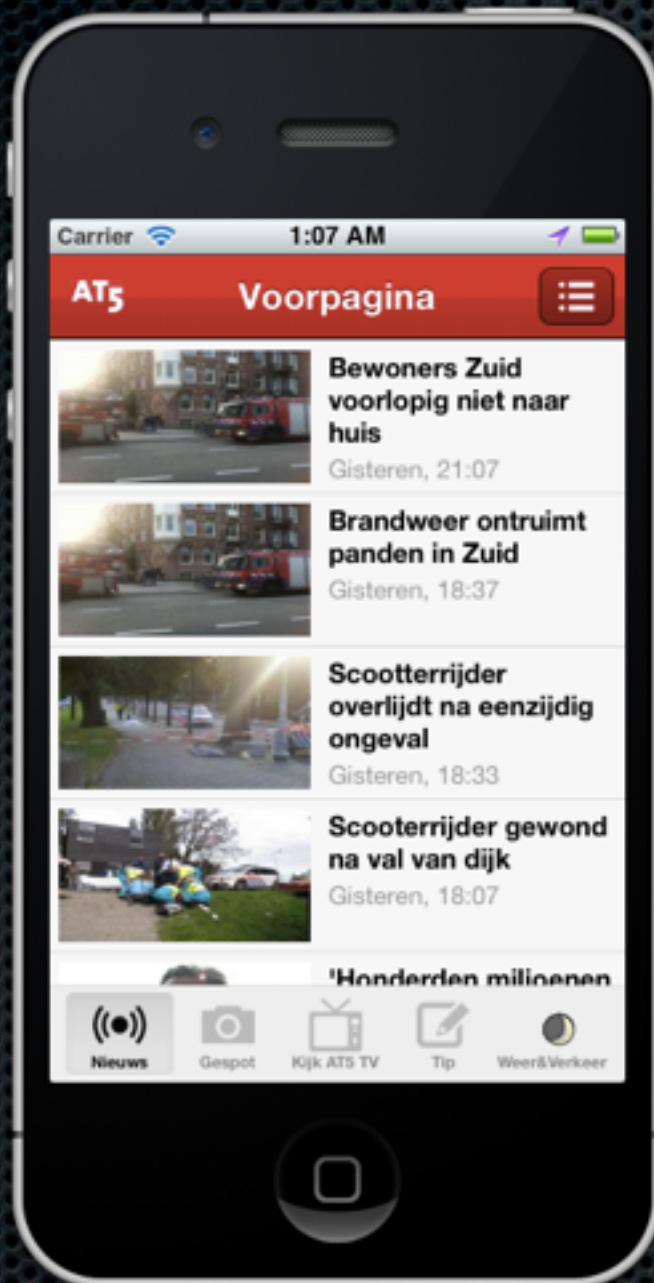 Carrier 1:07 AM
AT5 Voorpagina
Bewoners Zuid
voorlopig niet naar
huis
Gisteren, 21:07
Brandweer ontruimt
panden in Zuid
Gisteren, 18:37
Scootterrijder
overlijdt na eenzijdig
ongeval
Gisteren, 18:33
Scooterrijder gewond
na val van dijk
Gisteren, 18:07
'Honderden miljoenen
Nieuws Gespot Kijk AT5 TV Tip Weer&Verkeer